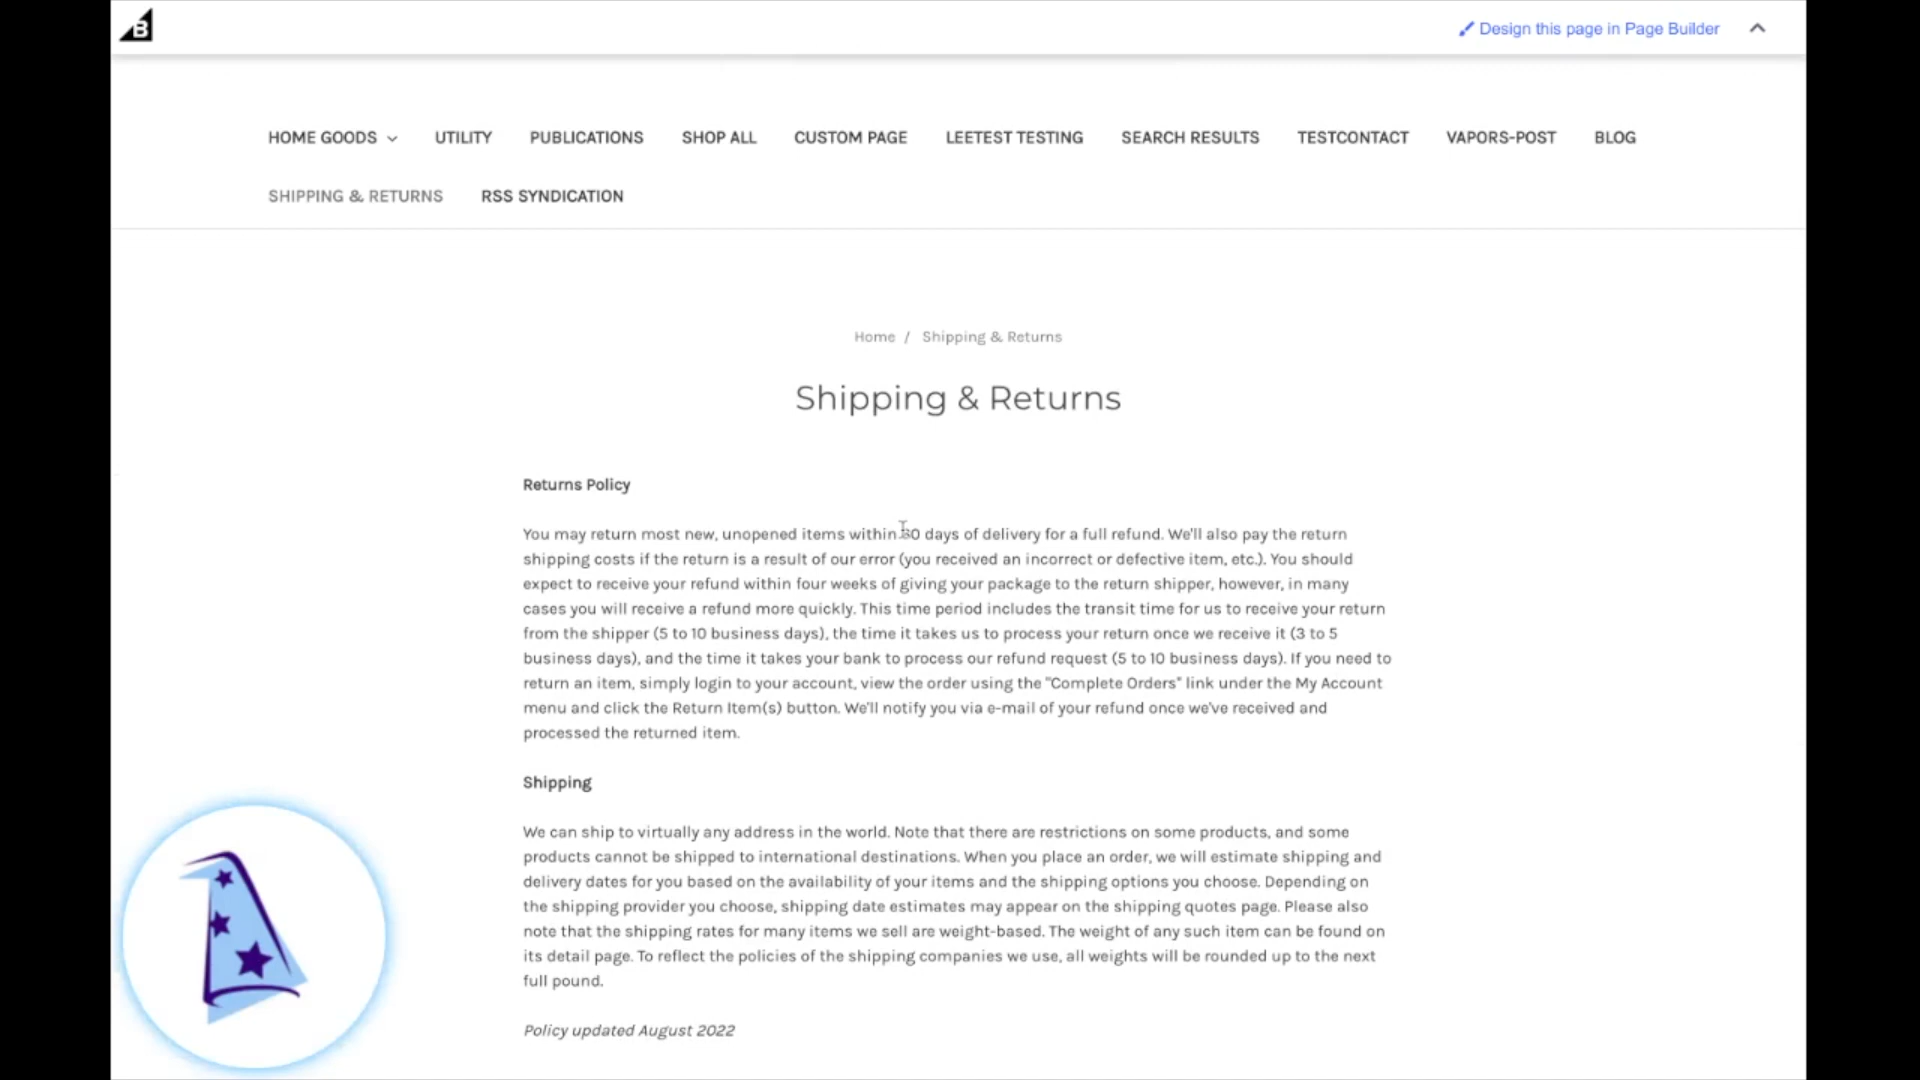 B
Design this page in Page Builder
HOME GOODS UTILITY PUBLICATIONS SHOP ALL CUSTOM PAGE LEETEST TESTING SEARCH RESULTS TESTCONTACT VAPORS-POST BLOG
SHIPPING & RETURNS RSS SYNDICATION
Home / Shipping & Returns
Shipping & Returns
Returns Policy
You may return most new, unopened items within days of delivery for a full refund. We'll also pay the return
shipping costs if the return is a result of our error (you received an incorrect or defective item, etc.). You should
expect to receive your refund within four weeks of giving your package to the return shipper, however, in many
cases you will receive a refund more quickly. This time period includes the transit time for us to receive your return
from the shipper (5 to 10 business days), the time it takes us to process your return once we receive it (3 to 5
business days), and the time it takes your bank to process our refund request (5 to 10 business days). If you need to
return an item, simply login to your account, view the order using the "Complete Orders" link under the My Account
menu and click the Return Item(s) button. We'll notify you via e-mail of your refund once we've received and
processed the returned item.
Shipping
We can ship to virtually any address in the world. Note that there are restrictions on some products, and some
products cannot be shipped to international destinations. When you place an order, we will estimate shipping and
delivery dates for you based on the availability of your items and the shipping options you choose. Depending on
the shipping provider you choose, shipping date estimates may appear on the shipping quotes page. Please also
note that the shipping rates for many items we sell are weight-based. The weight of any such item can be found on
its detail page. To reflect the policies of the shipping companies we use, all weights will be rounded up to the next
full pound.
Policy updated August 2022